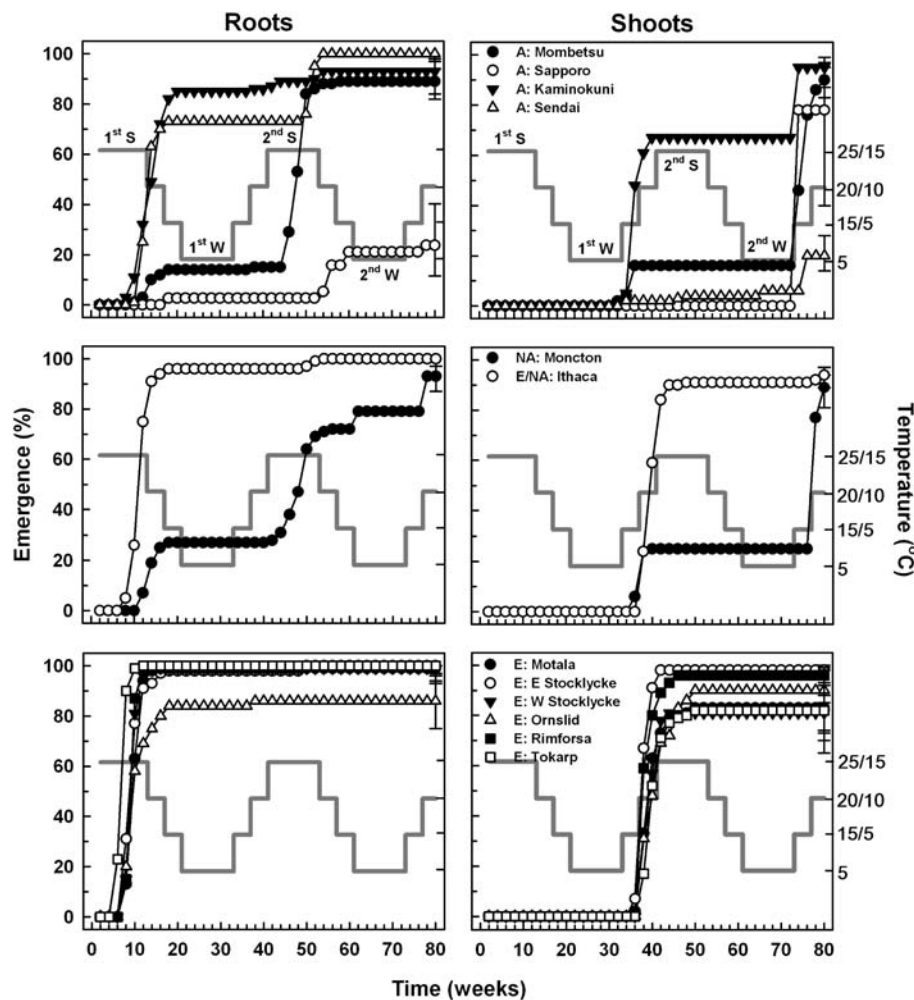 Roots
Shoots
100
80
60
40
20
0
1st S
2nd S
1st W
2nd W
A: Mombetsu
A: Sapporo
A: Kaminokuni
A: Sendai
1st S
2nd S
1st W
2nd W
25/15
20/10
15/5
5
100
80
60
40
20
0
NA: Moncton
E/NA: Ithaca
25/15
20/10
15/5
5
Emergence (%)
Temperature (°C)
100
80
60
40
20
0
E: Motala
E: E Stocklycke
E: W Stocklycke
E: Ornslid
E: Rimforsa
E: Tokarp
25/15
20/10
15/5
5
0 10 20 30 40 50 60 70 80
0 10 20 30 40 50 60 70 80
Time (weeks)